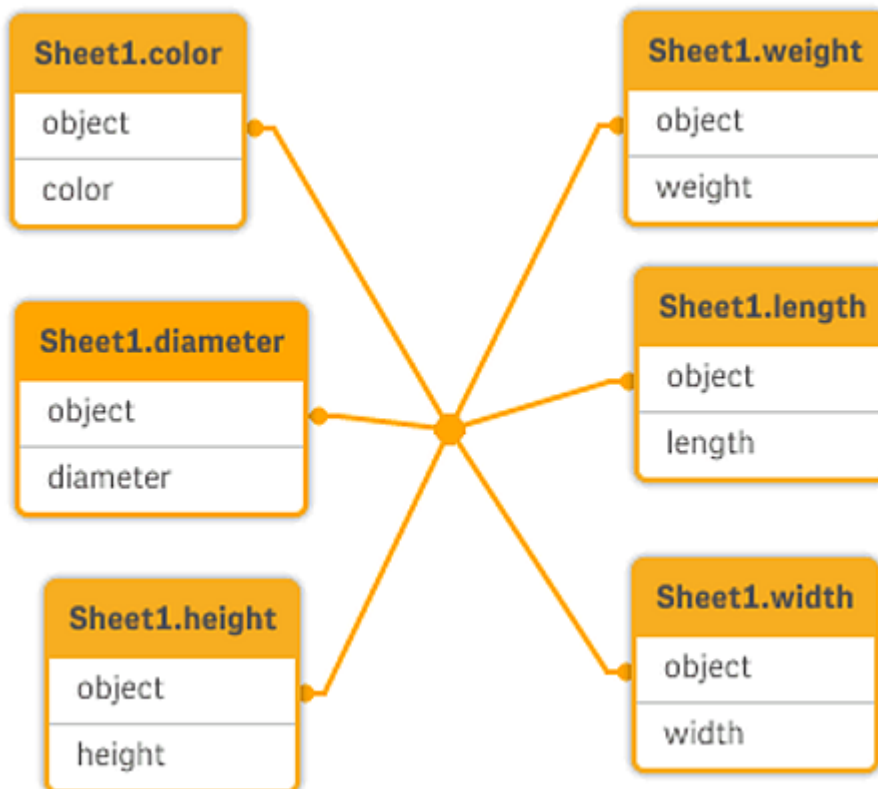 Sheet1.color
object
color
Sheet1.diameter
object
diameter
Sheet1.height
object
height
Sheet1.weight
object
weight
Sheet1.length
object
length
Sheet1.width
object
width